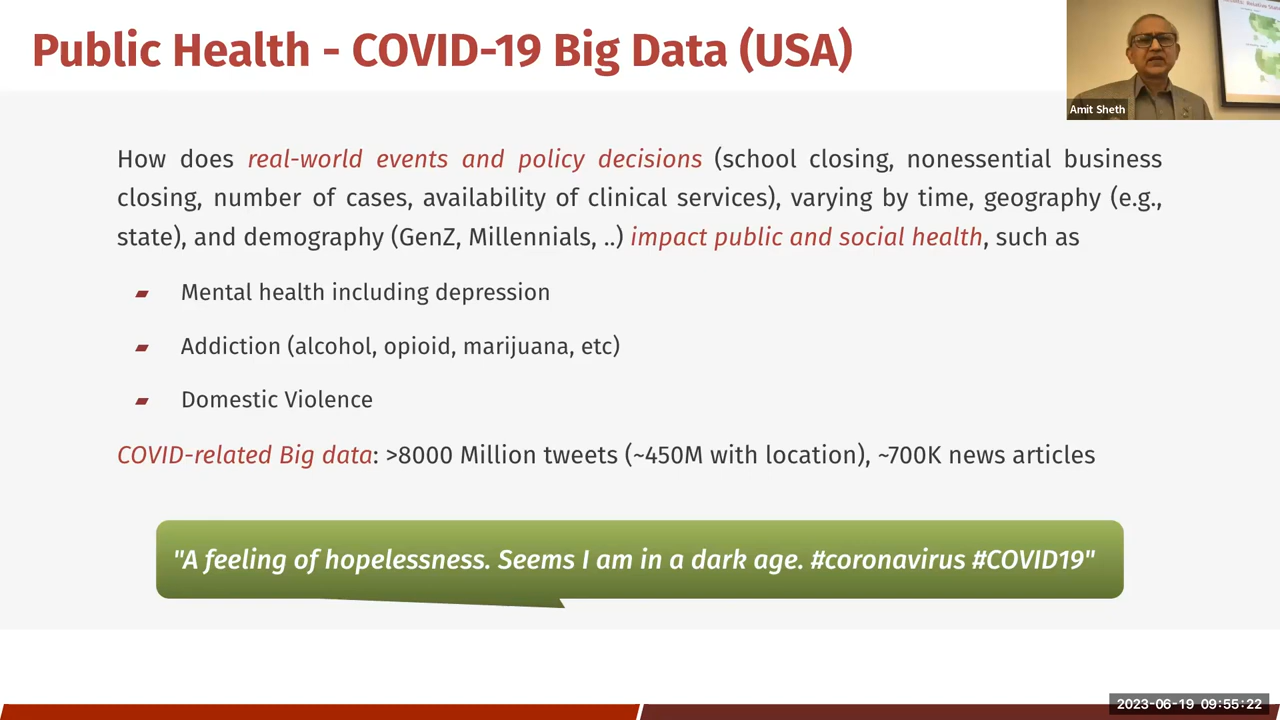 Public Health - COVID-19 Big Data (USA)
Amit Sheth
How does real-world events and policy decisions (school closing, nonessential business
closing, number of cases, availability of clinical services), varying by time, geography (e.g.,
state), and demography (GenZ, Millennials, ..) impact public and social health, such as
Mental health including depression
Addiction (alcohol, opioid, marijuana, etc)
Domestic Violence
COVID-related Big data: >8000 Million tweets (~450M with location), ~700K news articles
"A feeling of hopelessness. Seems I am in a dark age. #coronavirus #COVID19"
2023-06-19 09:55:22